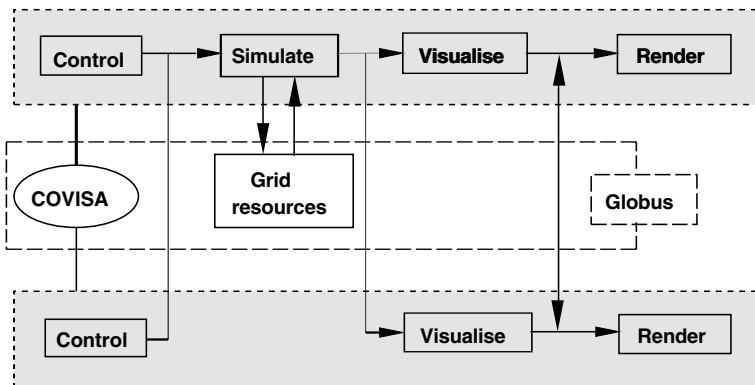 Control
Simulate
Visualise
Render
COVISA
Grid
resources
Globus
Control
Visualise
Render